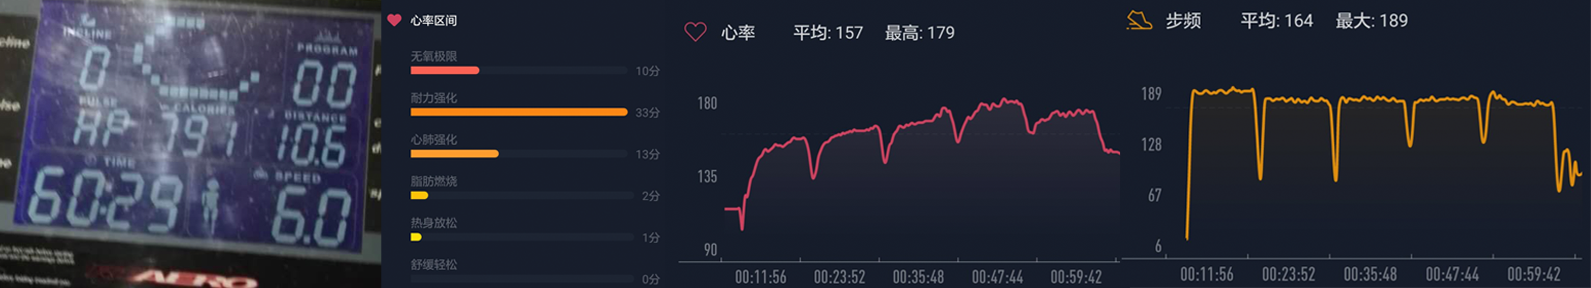 INCLINE
0
PROGRAM
00
PULSE
HP
CALORIES
791
DISTANCE
10.6
TIME
60:29
SPEED
6.0
AERO
心率区间
无氧极限
10分
耐力强化
33分
心肺强化
13分
脂肪燃烧
2分
热身放松
1分
舒缓轻松
0分
心率 平均: 157 最高: 179
180
135
90
00:11:56 00:23:52 00:35:48 00:47:44 00:59:42
步频 平均: 164 最大: 189
189
128
67
6
00:11:56 00:23:52 00:35:48 00:47:44 00:59:42